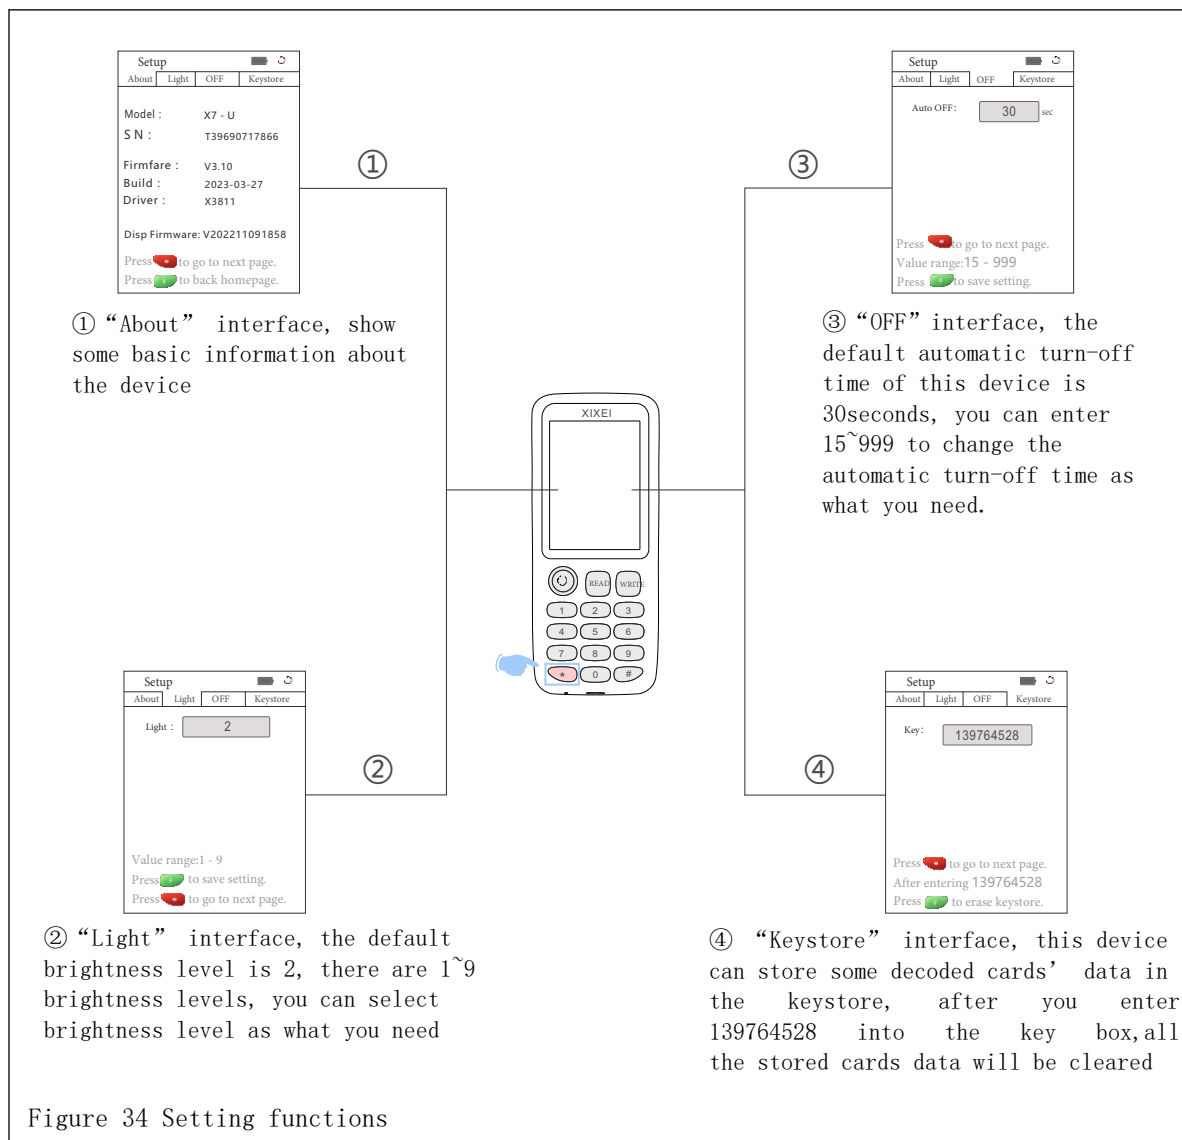 Setup
About Light OFF Keystore
Model : X7 - U
S N : T39690717866
Firmfare : V3.10
Build : 2023-03-27
Driver : X3811
Disp Firmware: V202211091858
Press * to go to next page.
Press # to back homepage.
①
①“About” interface, show
some basic information about
the device
Setup
About Light OFF Keystore
Auto OFF: 30 sec
Press * to go to next page.
Value range:15 - 999
Press # to save setting.
③
③“OFF”interface, the
default automatic turn-off
time of this device is
30seconds, you can enter
15~999 to change the
automatic turn-off time as
what you need.
XIXEI
READ WRITE
1 2 3
4 5 6
7 8 9
* 0 #
Setup
About Light OFF Keystore
Light : 2
Value range:1 - 9
Press # to save setting.
Press * to go to next page.
②
②“Light” interface, the default
brightness level is 2, there are 1~9
brightness levels, you can select
brightness level as what you need
Setup
About Light OFF Keystore
Key: 139764528
Press * to go to next page.
After entering 139764528
Press # to erase keystore.
④
④ “Keystore” interface, this device
can store some decoded cards’ data in
the keystore, after you enter
139764528 into the key box,all
the stored cards data will be cleared
Figure 34 Setting functions